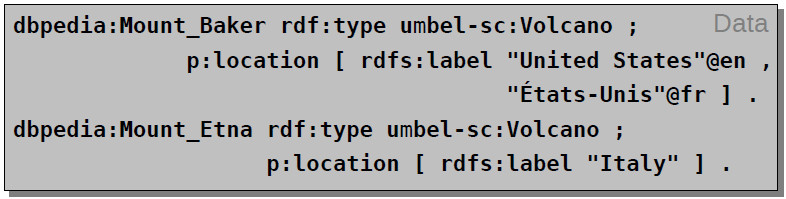 dbpedia:Mount_Baker rdf:type umbel-sc:Volcano ; Data
p:location [ rdfs:label "United States"@en ,
"États-Unis"@fr ] .
dbpedia:Mount_Etna rdf:type umbel-sc:Volcano ;
p:location [ rdfs:label "Italy" ] .